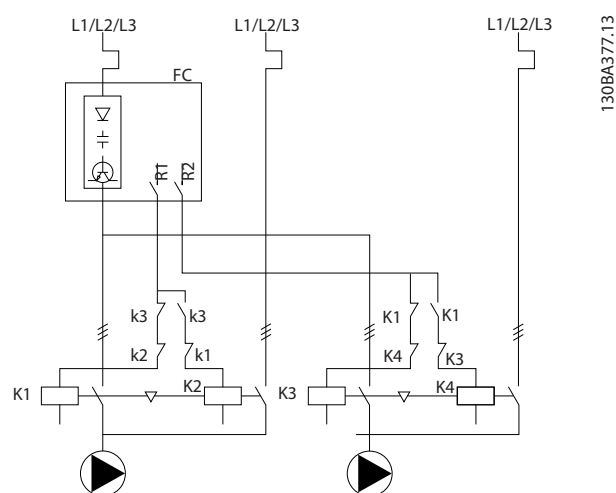 L1/L2/L3 L1/L2/L3 L1/L2/L3
130BA377.13
FC
R1 R2
k3 k3 K1 K1
k2 k1 K4 K3
K1 K2 K3 K4